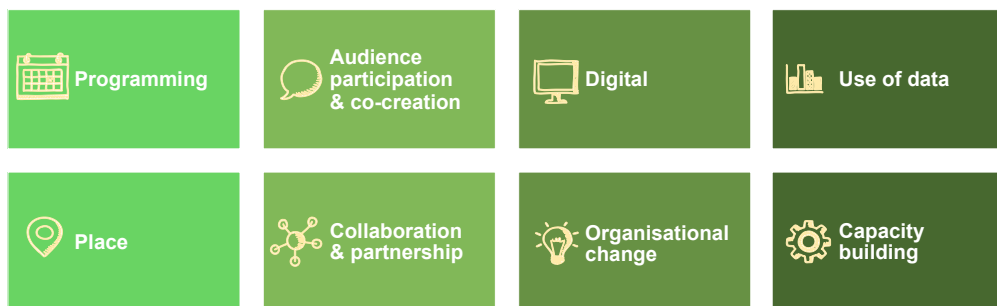 Programming
Audience
participation
& co-creation
Digital
Use of data
Place
Collaboration
& partnership
Organisational
change
Capacity
building